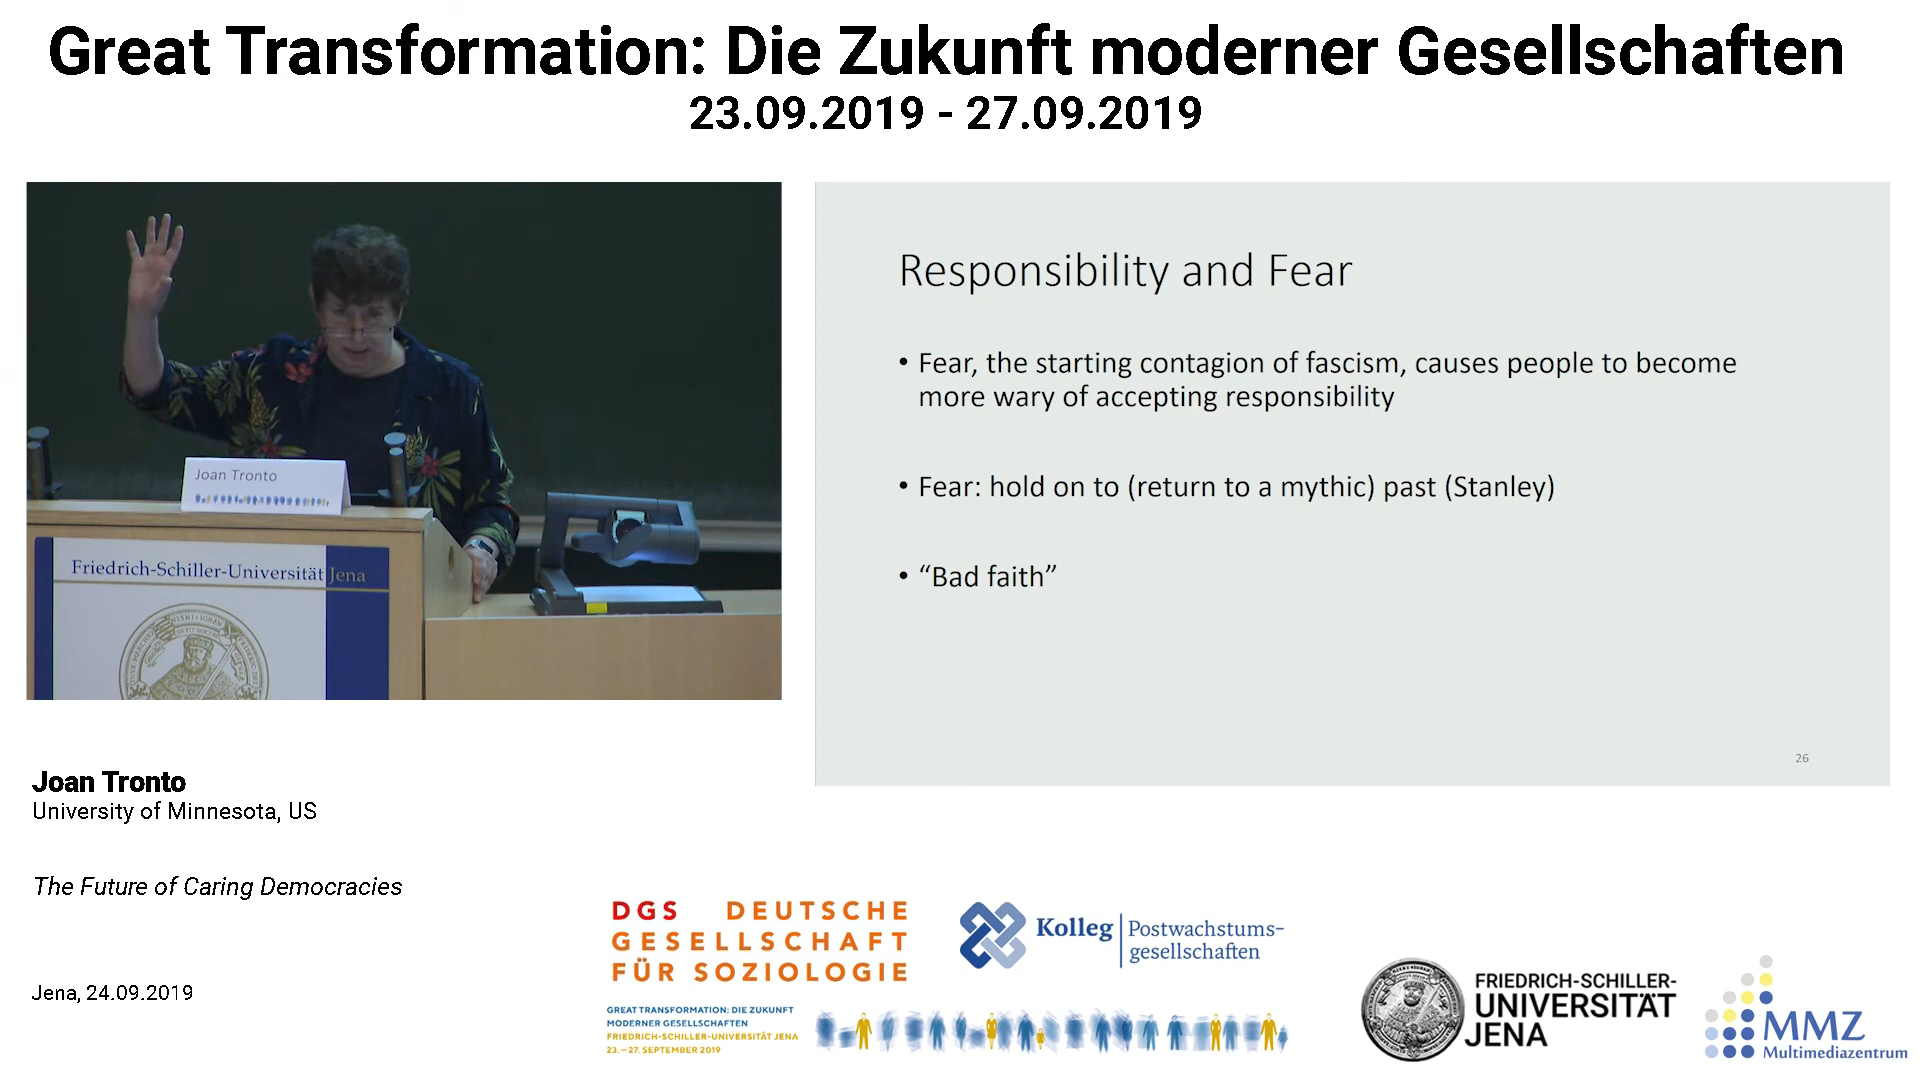 Great Transformation: Die Zukunft moderner Gesellschaften
23.09.2019 - 27.09.2019
Joan Tronto
Friedrich-Schiller-Universität Jena
Responsibility and Fear
• Fear, the starting contagion of fascism, causes people to become
more wary of accepting responsibility
• Fear: hold on to (return to a mythic) past (Stanley)
• “Bad faith”
26
Joan Tronto
University of Minnesota, US
The Future of Caring Democracies
Jena, 24.09.2019
DGS DEUTSCHE
GESELLSCHAFT
FÜR SOZIOLOGIE
Kolleg Postwachstums-
gesellschaften
GREAT TRANSFORMATION: DIE ZUKUNFT
MODERNER GESELLSCHAFTEN
FRIEDRICH-SCHILLER-UNIVERSITÄT JENA
23.–27. SEPTEMBER 2019
FRIEDRICH-SCHILLER-
UNIVERSITÄT
JENA
MMZ
Multimediazentrum